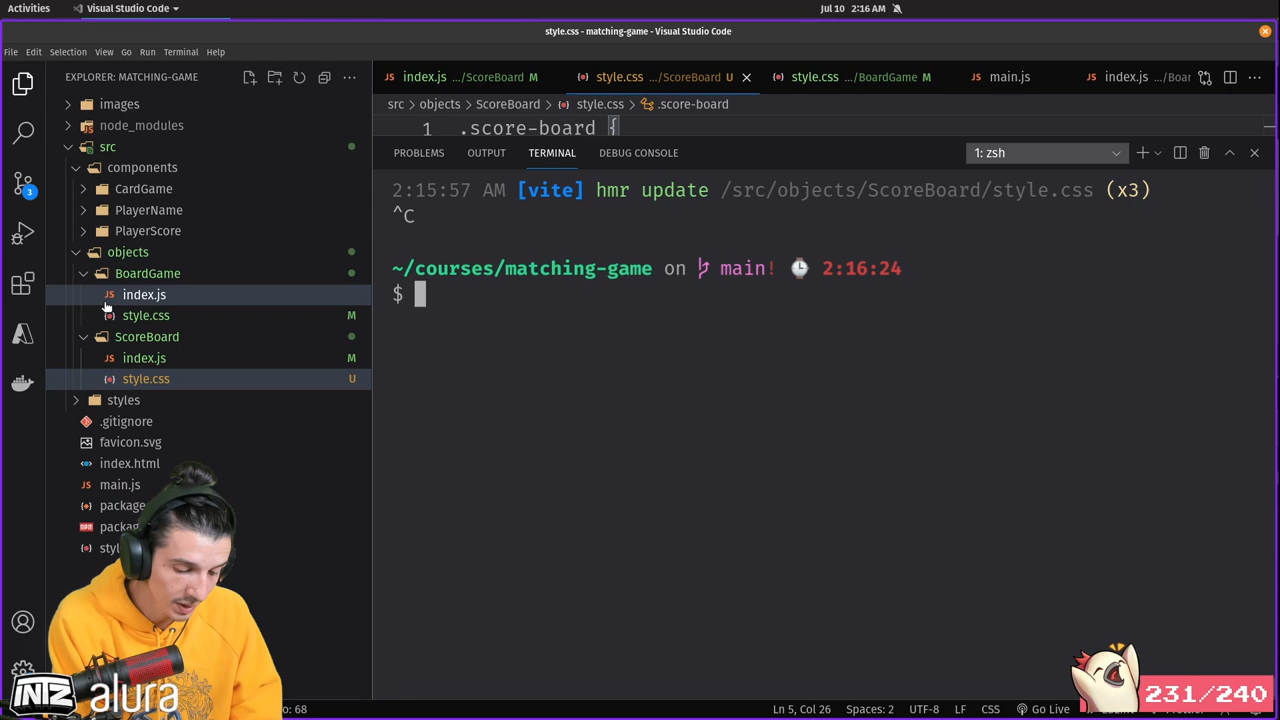 Activities
Visual Studio Code
Jul 10 2:16 AM
style.css - matching-game - Visual Studio Code
File Edit Selection View Go Run Terminal Help
EXPLORER: MATCHING-GAME
index.js .../ScoreBoard M
style.css .../ScoreBoard U
style.css .../BoardGame M
main.js
index.js .../Boar
src > objects > ScoreBoard > style.css > .score-board
1 .score-board {
PROBLEMS OUTPUT TERMINAL DEBUG CONSOLE
1: zsh
2:15:57 AM [vite] hmr update /src/objects/ScoreBoard/style.css (x3)
^C
~/courses/matching-game on main! 2:16:24
$
images
node_modules
src
components
CardGame
PlayerName
PlayerScore
objects
BoardGame
index.js
style.css M
ScoreBoard
index.js M
style.css U
styles
.gitignore
favicon.svg
index.html
main.js
package
packag
styl
3
INTZ alura
: 68
Ln 5, Col 26
Spaces: 2
UTF-8
LF
CSS
Go Live
231/240